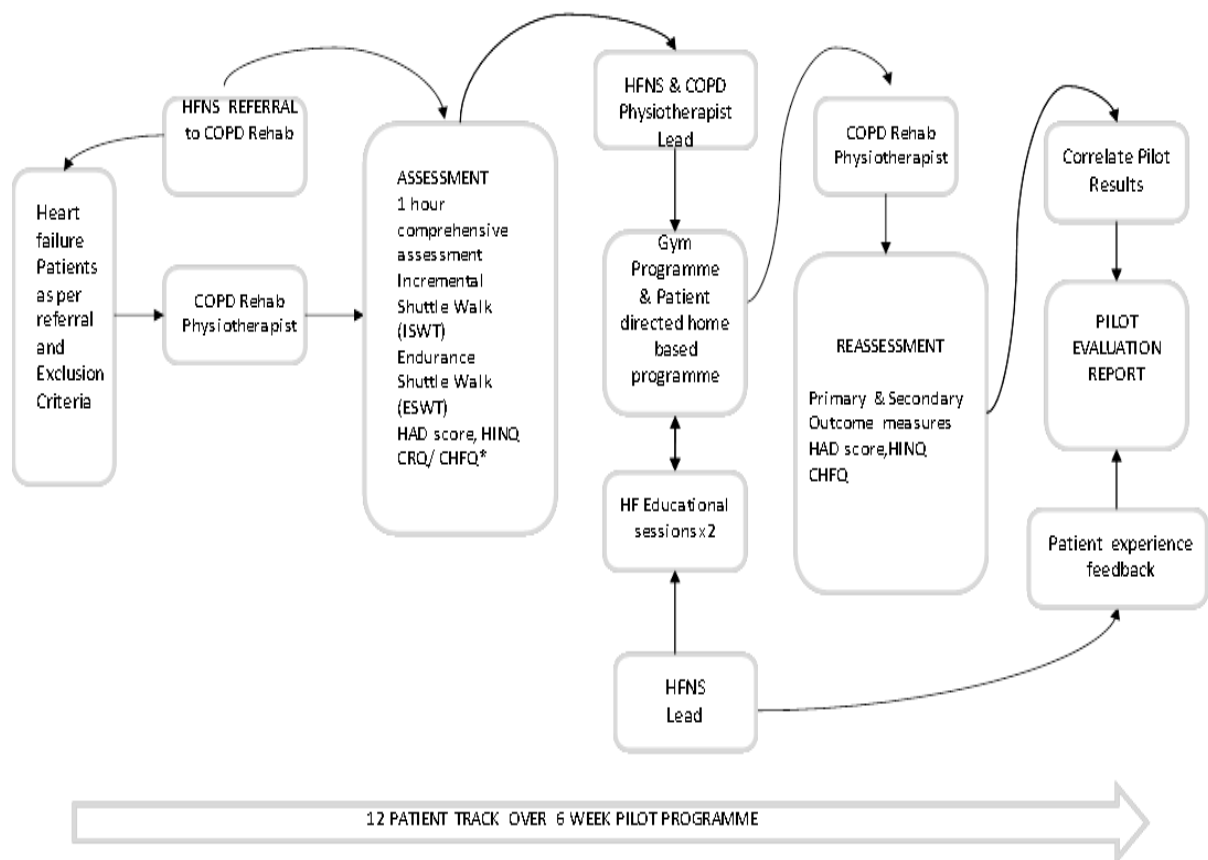 HFNS REFERRAL
to COPD Rehab
Heart
failure
Patients
as per
referral
and
Exclusion
Criteria
COPD Rehab
Physiotherapist
ASSESSMENT
1 hour
comprehensive
assessment
Incremental
Shuttle Walk
(ISWT)
Endurance
Shuttle Walk
(ESWT)
HAD score, HINQ
CRQ/ CHFQ*
HFNS & COPD
Physiotherapist
Lead
Gym
Programme
& Patient
directed home
based
programme
HF Educational
sessions x2
HFNS
Lead
COPD Rehab
Physiotherapist
REASSESSMENT
Primary & Secondary
Outcome measures
HAD score,HINQ
CHFQ
Correlate Pilot
Results
PILOT
EVALUATION
REPORT
Patient experience
feedback
12 PATIENT TRACK OVER 6 WEEK PILOT PROGRAMME